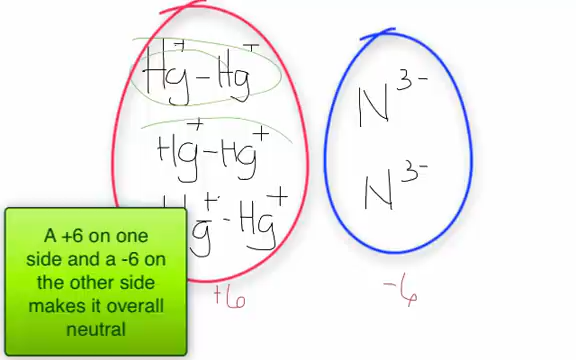 Hg⁺–Hg⁺
Hg⁺–Hg⁺
Hg⁺–Hg⁺
+6
N³⁻
N³⁻
-6
A +6 on one
side and a -6 on
the other side
makes it overall
neutral